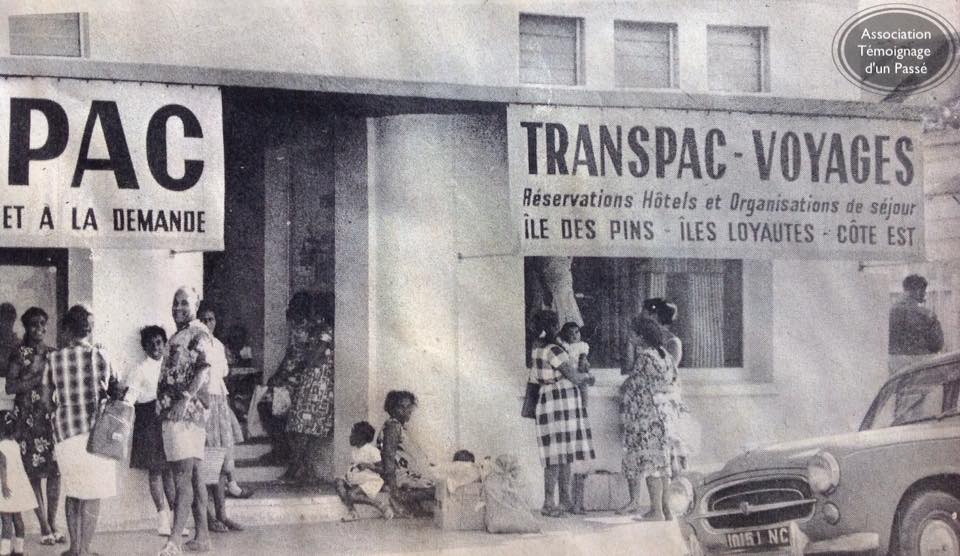 PAC
ET À LA DEMANDE
TRANSPAC - VOYAGES
Réservations Hôtels et Organisations de séjour
ÎLE DES PINS - ÎLES LOYAUTES - CÔTE EST
Association
Témoignage
d'un Passé
10151 NC